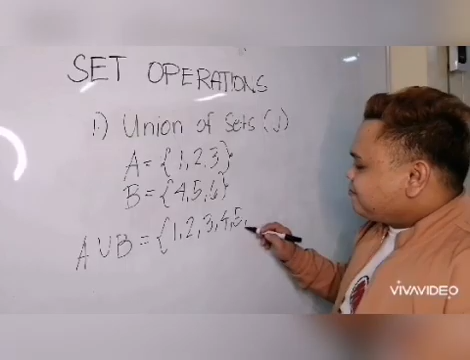 SET OPERATIONS
1.) Union of Sets (∪)
A = {1,2,3}
B = {4,5,6}
A ∪ B = {1,2,3,4,5,
VIVAVIDEO